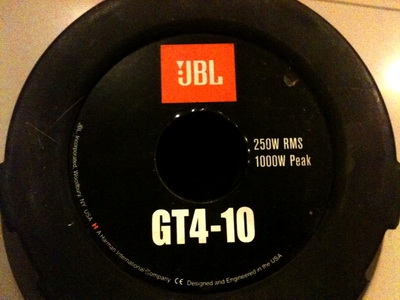 JBL
250W RMS
1000W Peak
GT4-10
JBL Incorporated, Woodbury, NY USA H A Harman International Company CE Designed and Engineered in the USA